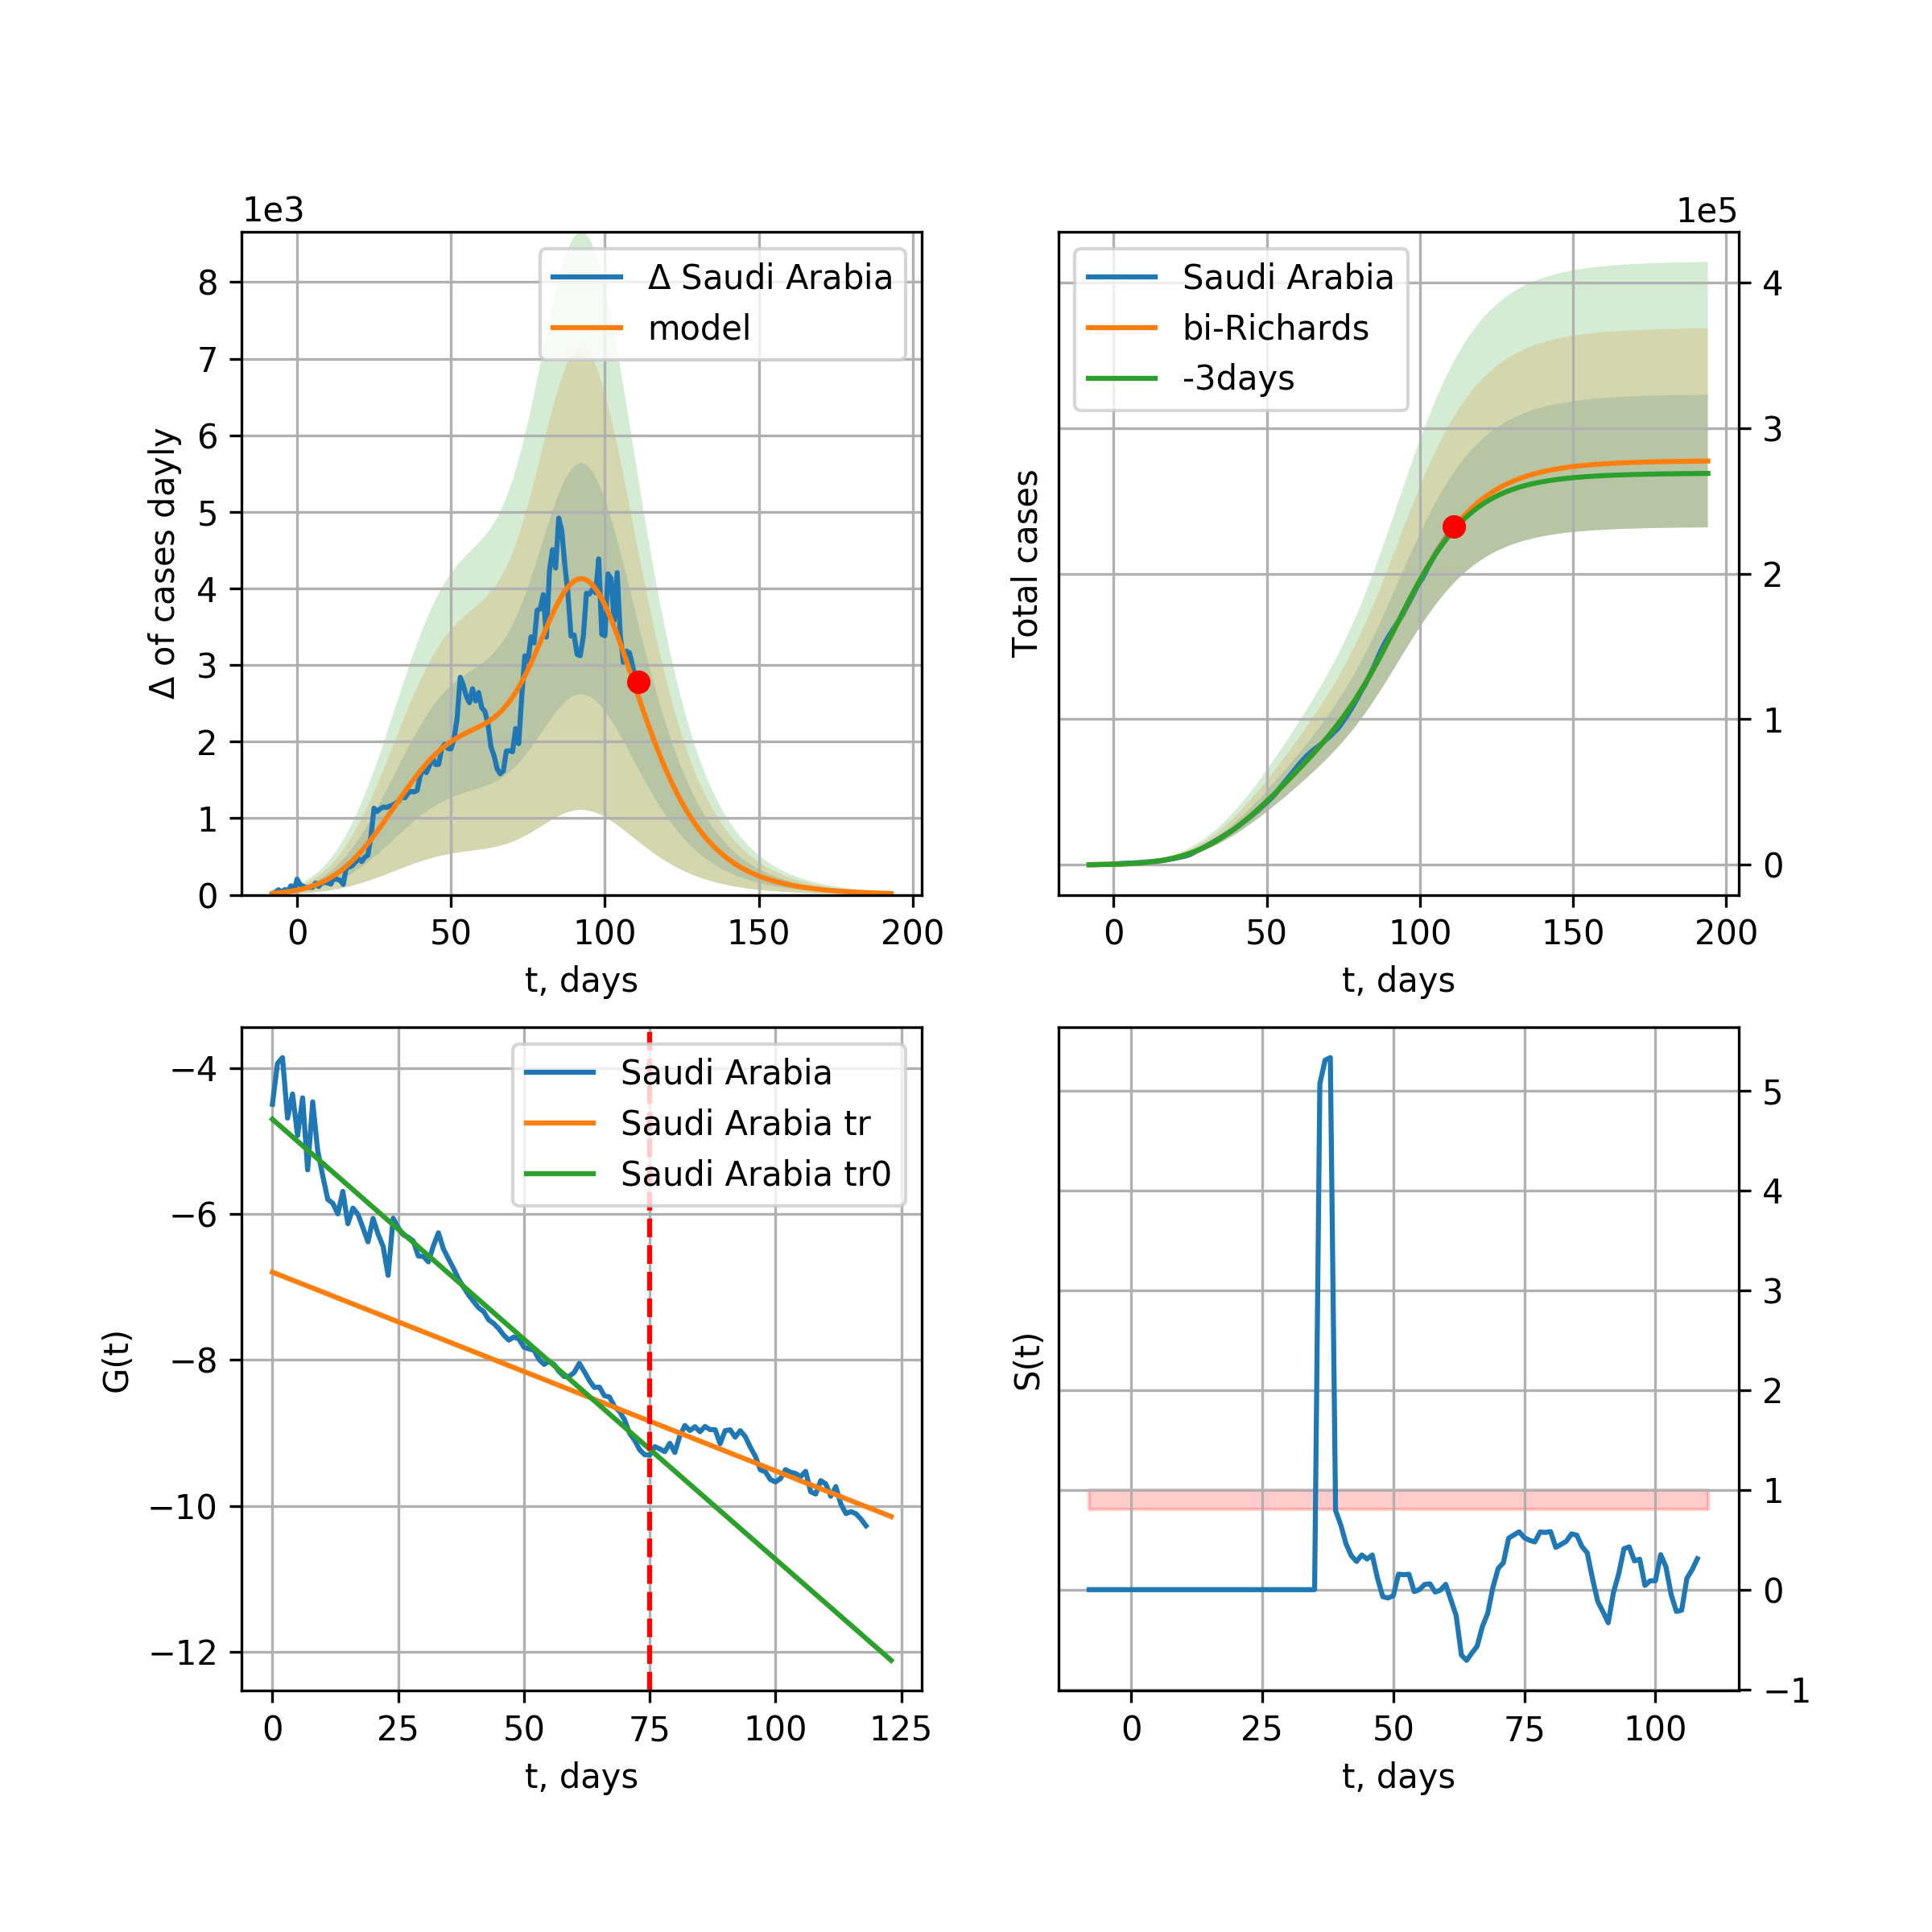 1e3
Δ of cases dayly
8
7
6
5
4
3
2
1
0
Δ Saudi Arabia
model
0 50 100 150 200
t, days
1e5
Total cases
Saudi Arabia
bi-Richards
-3days
4
3
2
1
0
0 50 100 150 200
t, days
G(t)
−4
−6
−8
−10
−12
Saudi Arabia
Saudi Arabia tr
Saudi Arabia tr0
0 25 50 75 100 125
t, days
S(t)
5
4
3
2
1
0
−1
0 25 50 75 100
t, days